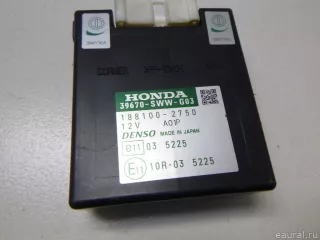 HONDA
39670-SWW-G03
188100-2750
12V A01P
DENSO MADE IN JAPAN
E11 03 5225
E11 10R-03 5225
© eaural.ru